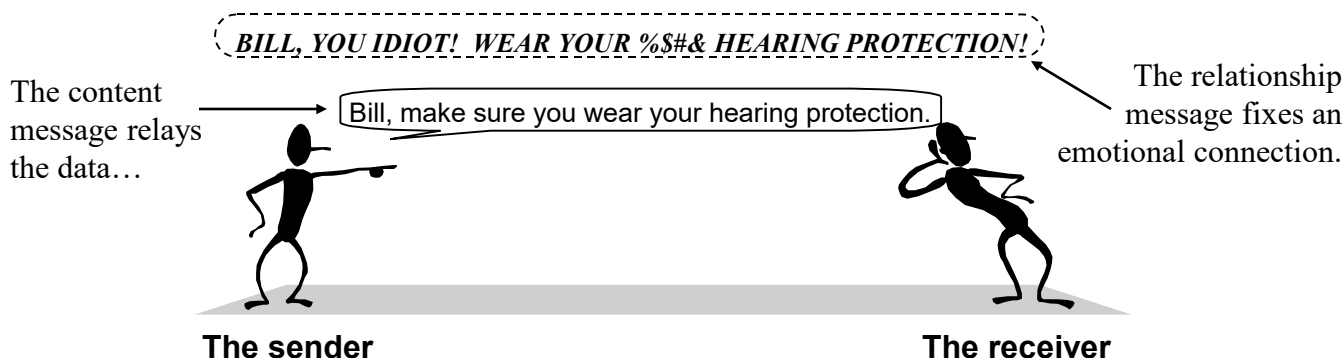 BILL, YOU IDIOT! WEAR YOUR %$#& HEARING PROTECTION!
The content
message relays
the data…
Bill, make sure you wear your hearing protection.
The relationship
message fixes an
emotional connection.
The sender
The receiver